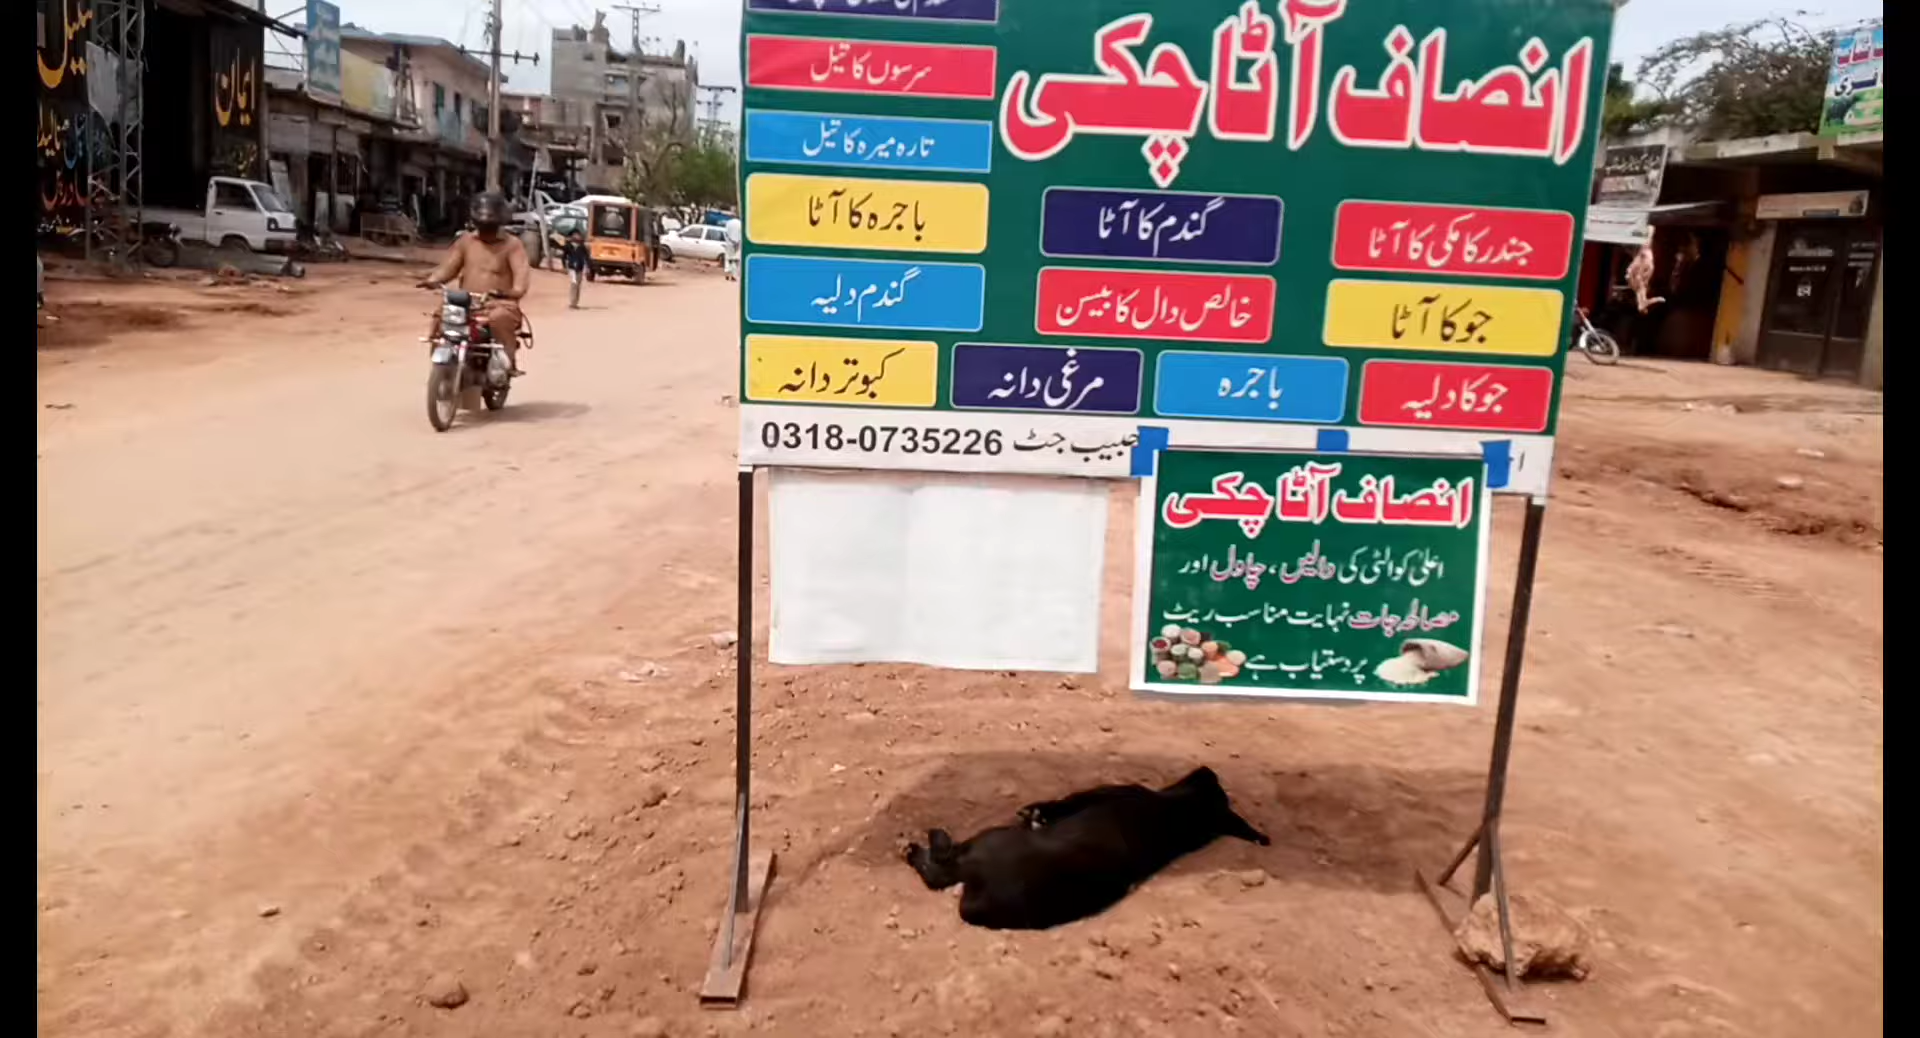 سرسوں کا تیل
انصاف آٹا چکی
تارہ میرہ کا تیل
باجرہ کا آٹا
گندم کا آٹا
جندر کا مکی کا آٹا
گندم دلیہ
خالص دال کا بیسن
جو کا آٹا
کبوتر دانہ
مرغی دانہ
باجرہ
جو کا دلیہ
حبیب جٹ 0318-0735226
انصاف آٹا چکی
اعلیٰ کوالٹی کی دالیں، چاول اور
مصالحہ جات نہایت مناسب ریٹ
پر دستیاب ہے
ایمان